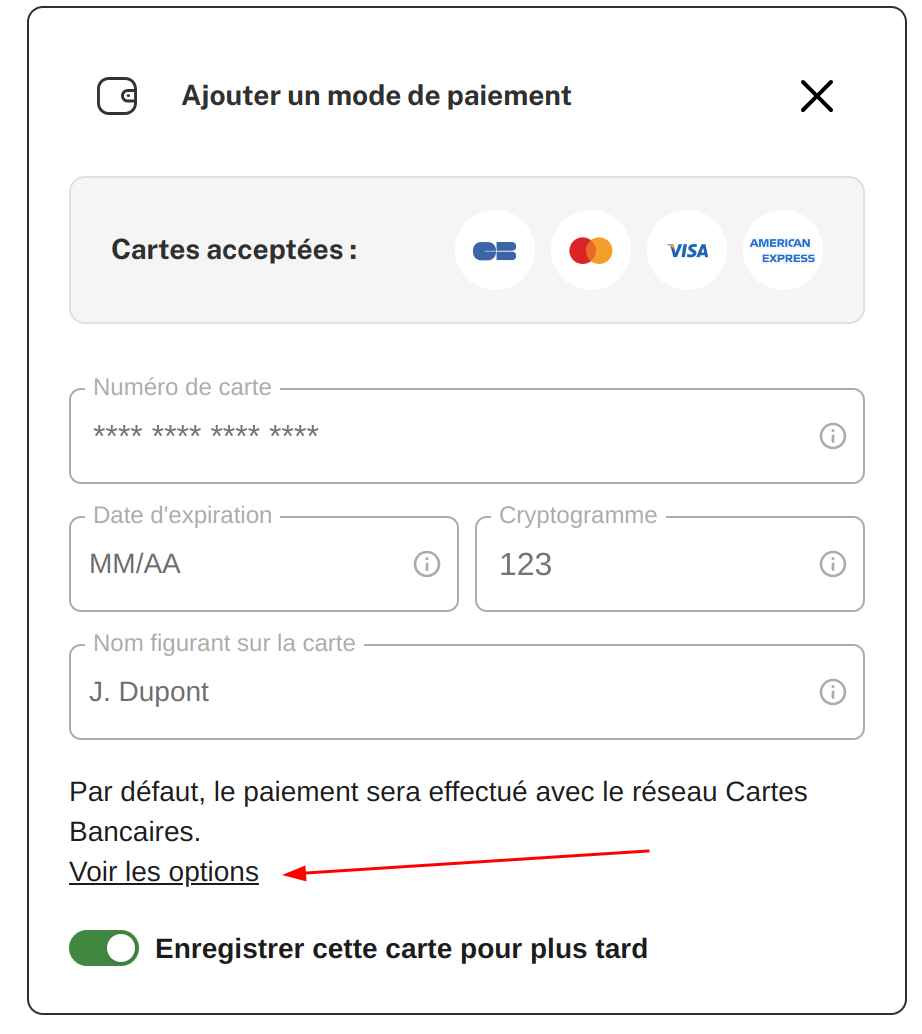 Ajouter un mode de paiement
Cartes acceptées :
CB
VISA
AMERICAN
EXPRESS
Numéro de carte
**** **** **** ****
Date d'expiration
MM/AA
Cryptogramme
123
Nom figurant sur la carte
J. Dupont
Par défaut, le paiement sera effectué avec le réseau Cartes
Bancaires.
Voir les options
Enregistrer cette carte pour plus tard